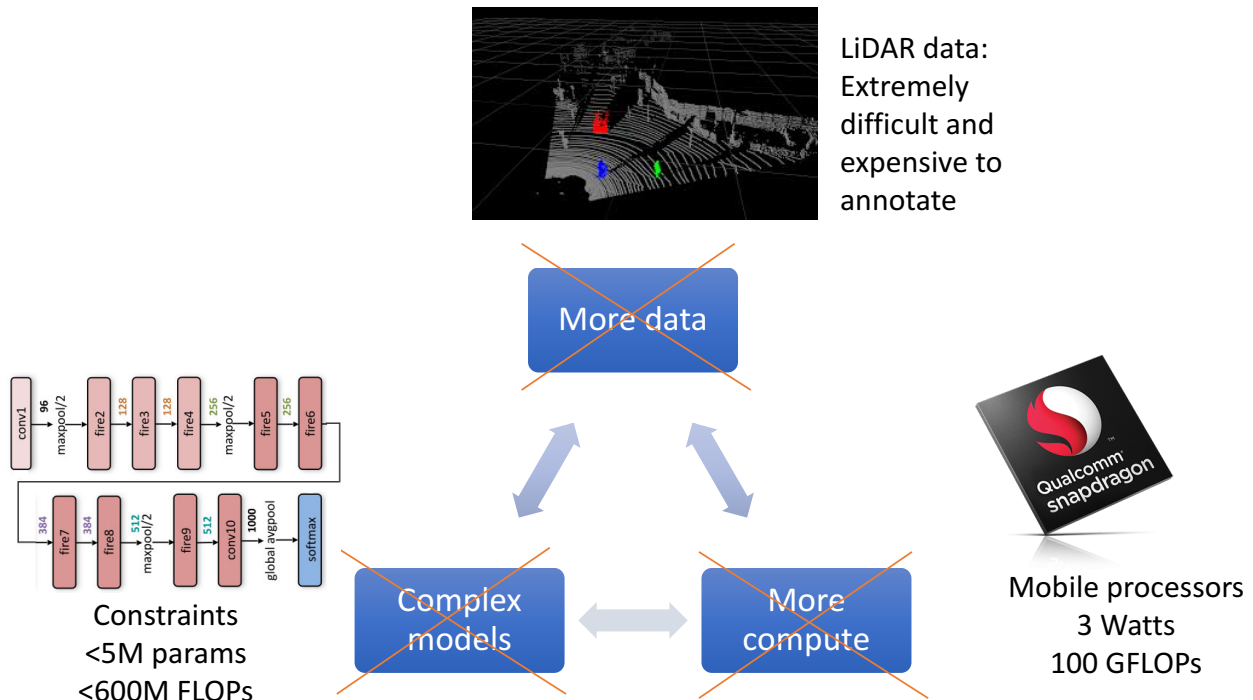 LiDAR data:
Extremely
difficult and
expensive to
annotate
More data
conv1
96
maxpool/2
fire2
128
fire3
128
fire4
256
maxpool/2
fire5
256
fire6
384
fire7
384
fire8
512
maxpool/2
fire9
512
conv10
1000
global avgpool
softmax
Constraints
<5M params
<600M FLOPs
Complex
models
More
compute
Qualcomm
snapdragon
TM
Mobile processors
3 Watts
100 GFLOPs